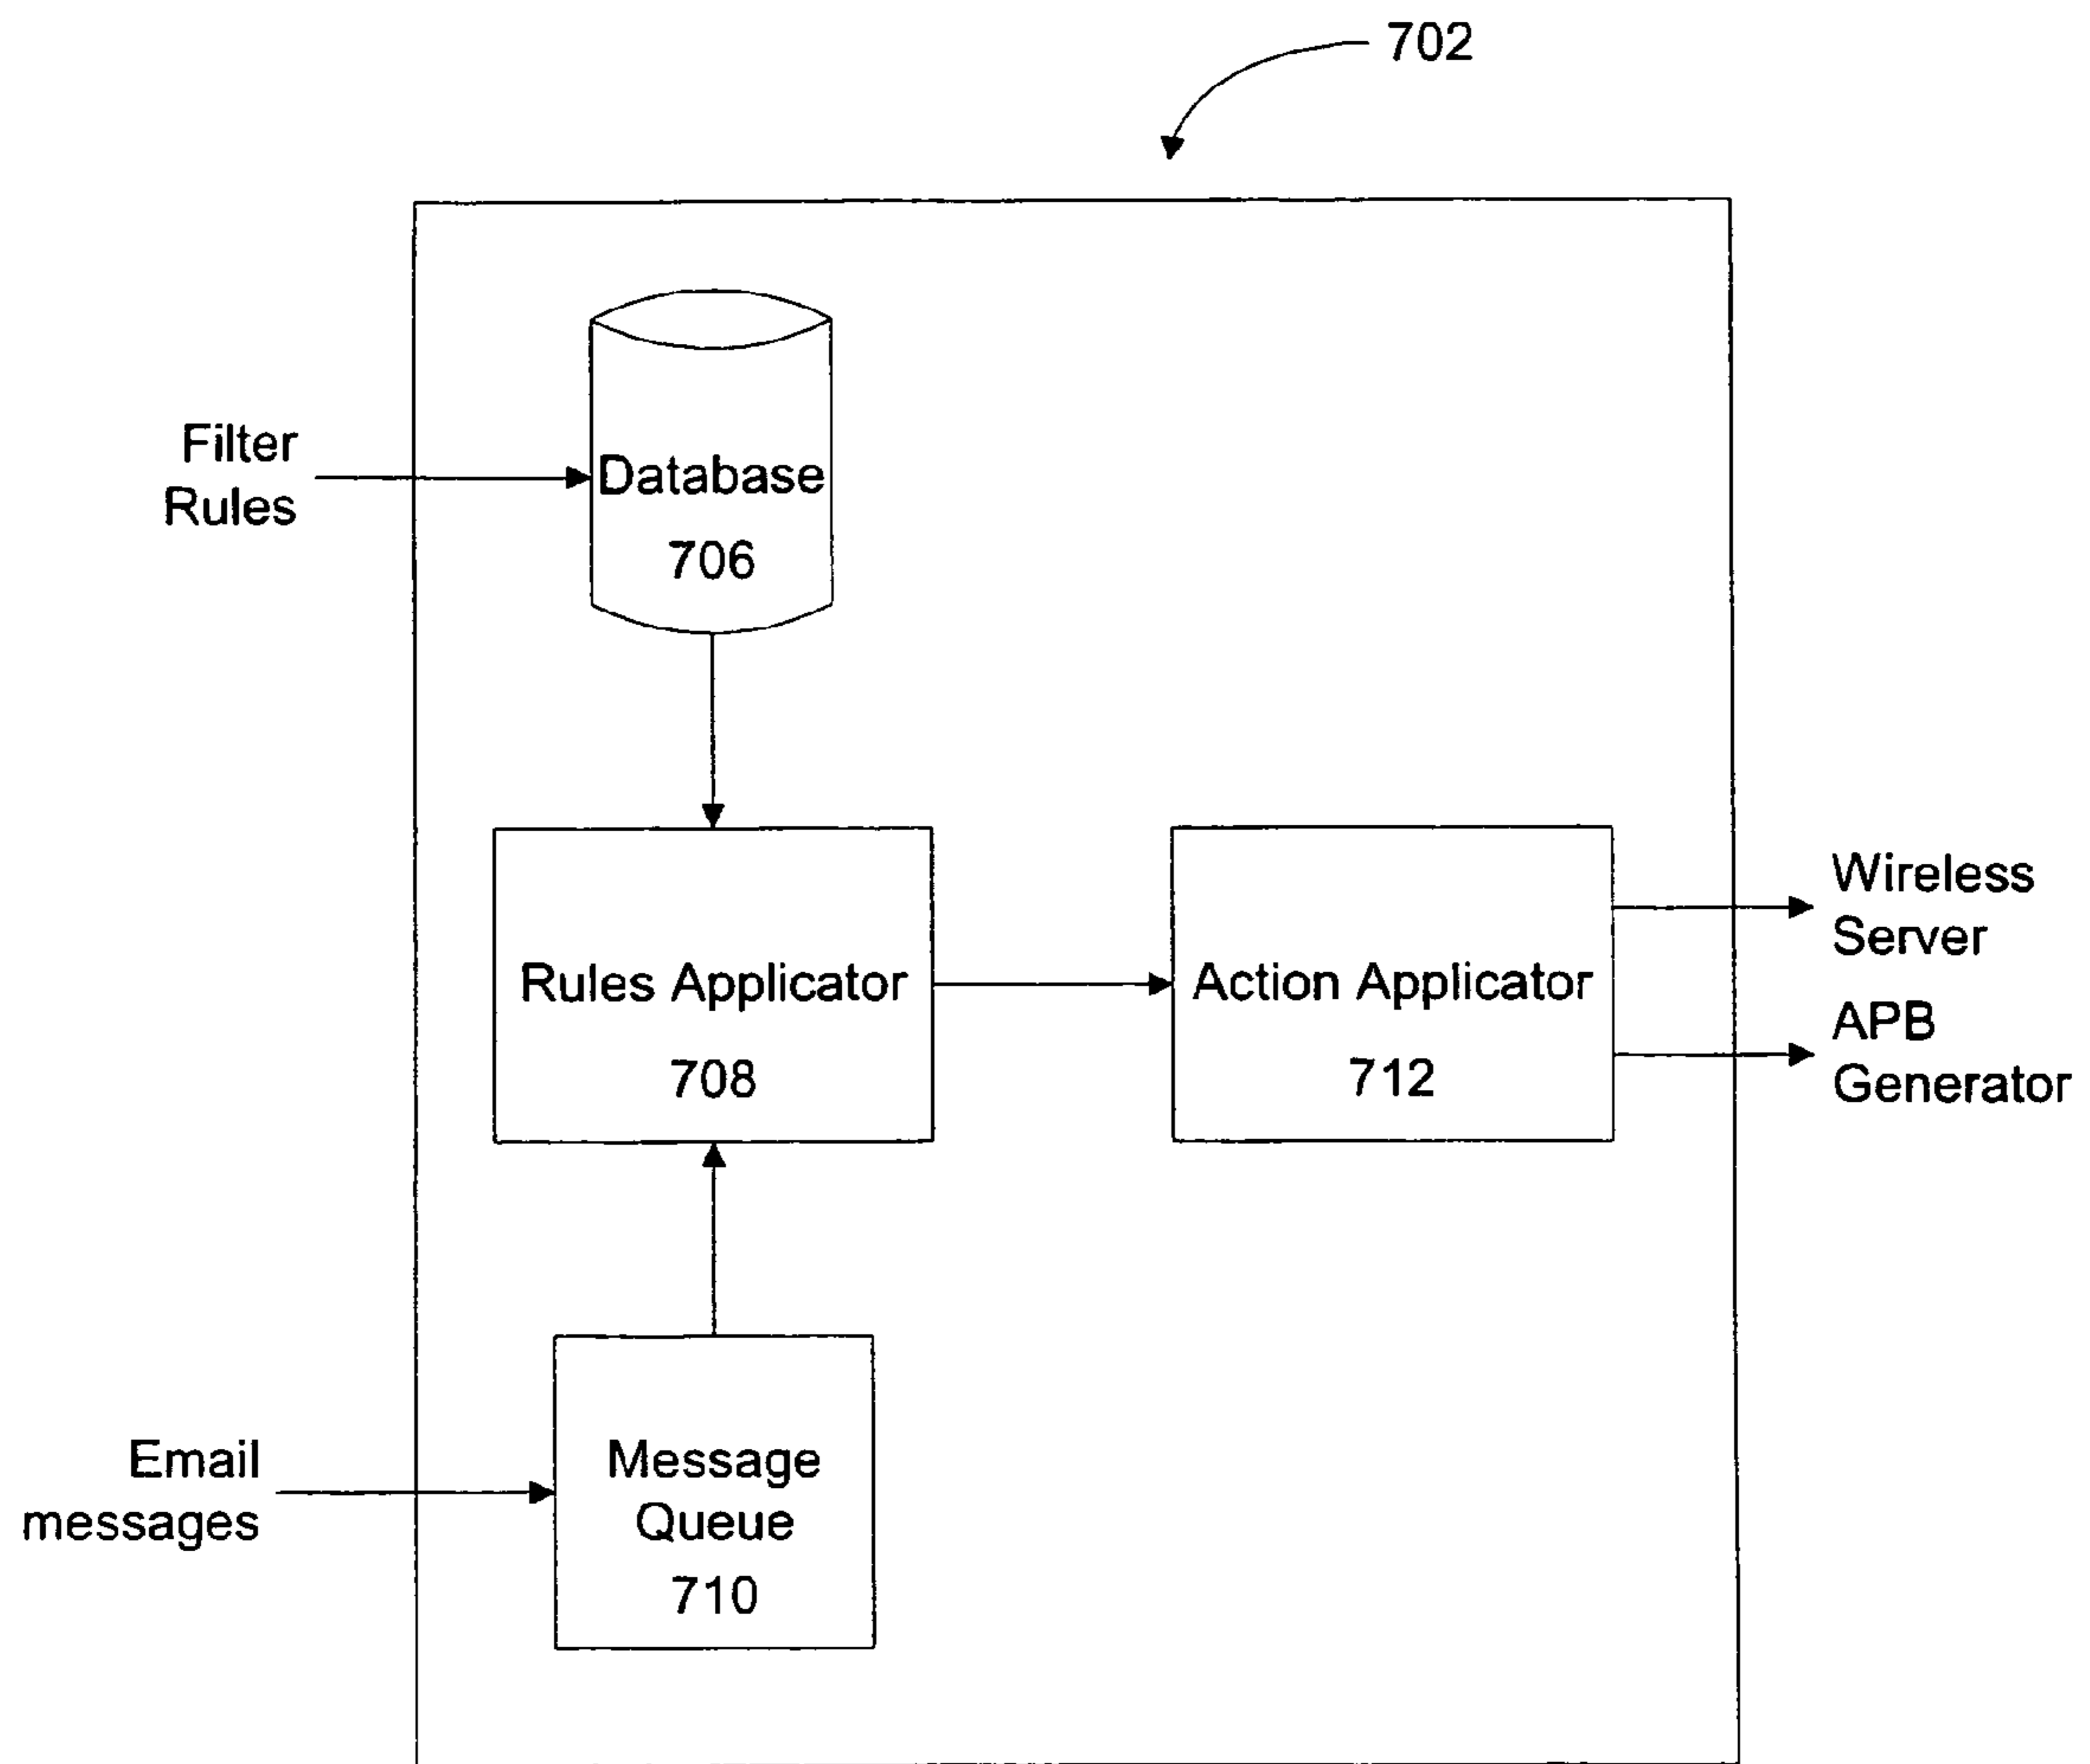 702
Filter
Rules
Database
706
Rules Applicator
708
Action Applicator
712
Wireless
Server
APB
Generator
Email
messages
Message
Queue
710